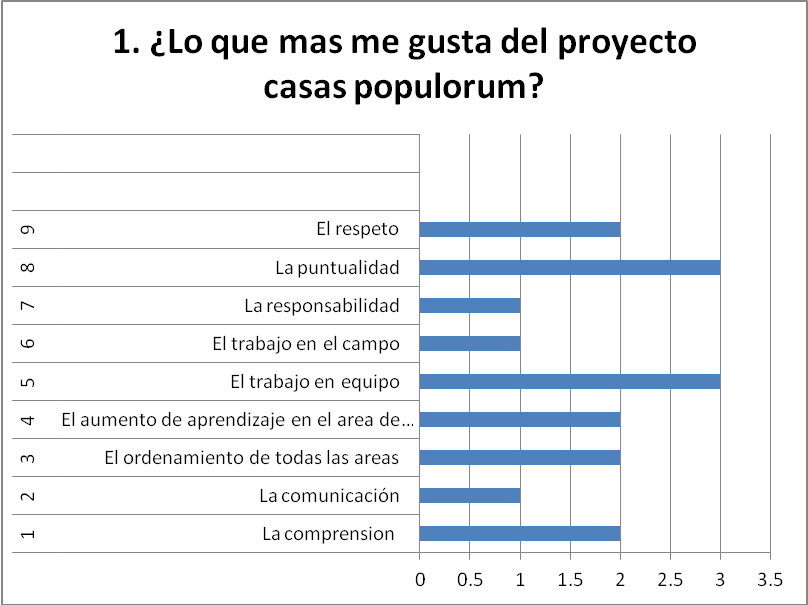 1. ¿Lo que mas me gusta del proyecto
casas populorum?
9 El respeto
8 La puntualidad
7 La responsabilidad
6 El trabajo en el campo
5 El trabajo en equipo
4 El aumento de aprendizaje en el area de...
3 El ordenamiento de todas las areas
2 La comunicación
1 La comprension
0 0.5 1 1.5 2 2.5 3 3.5